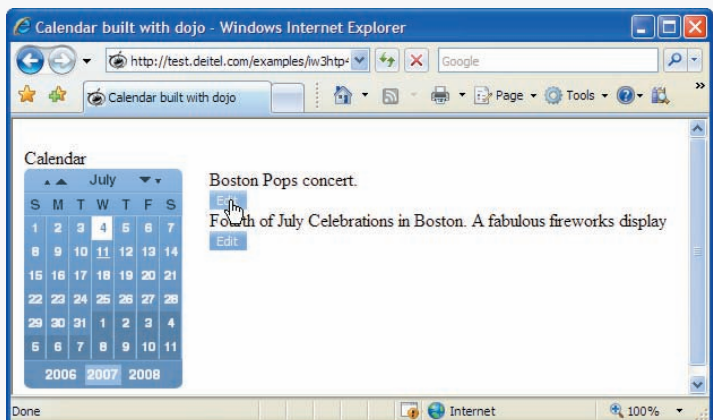 Calendar built with dojo - Windows Internet Explorer
http://test.deitel.com/examples/iw3htp4
Google
Calendar built with dojo
Page
Tools
»
Calendar
July
S M T W T F S
1 2 3 4 5 6 7
8 9 10 11 12 13 14
15 16 17 18 19 20 21
22 23 24 25 26 27 28
29 30 31 1 2 3 4
5 6 7 8 9 10 11
2006 2007 2008
Boston Pops concert.
Edit
Fourth of July Celebrations in Boston. A fabulous fireworks display
Edit
Done
Internet
100%